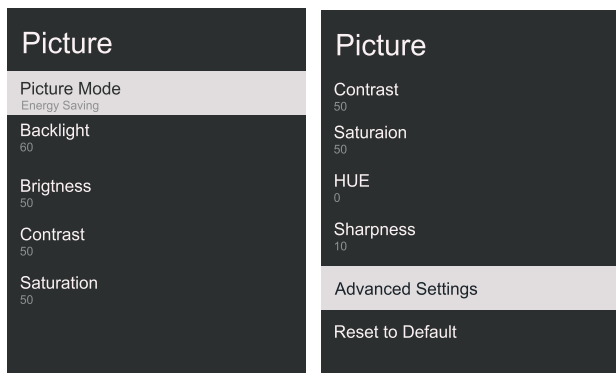 Picture
Picture Mode
Energy Saving
Backlight
60
Brigtness
50
Contrast
50
Saturation
50
Picture
Contrast
50
Saturaion
50
HUE
0
Sharpness
10
Advanced Settings
Reset to Default